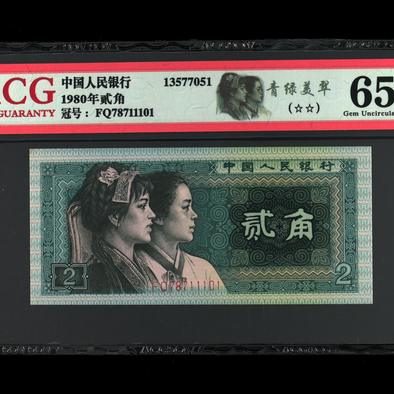 CG
GUARANTY
中国人民银行
1980年贰角
冠号：FQ78711101
13577051
青绿美翠
(☆☆)
65
Gem Uncircula
中国人民银行
贰角
FQ78711101
2
2